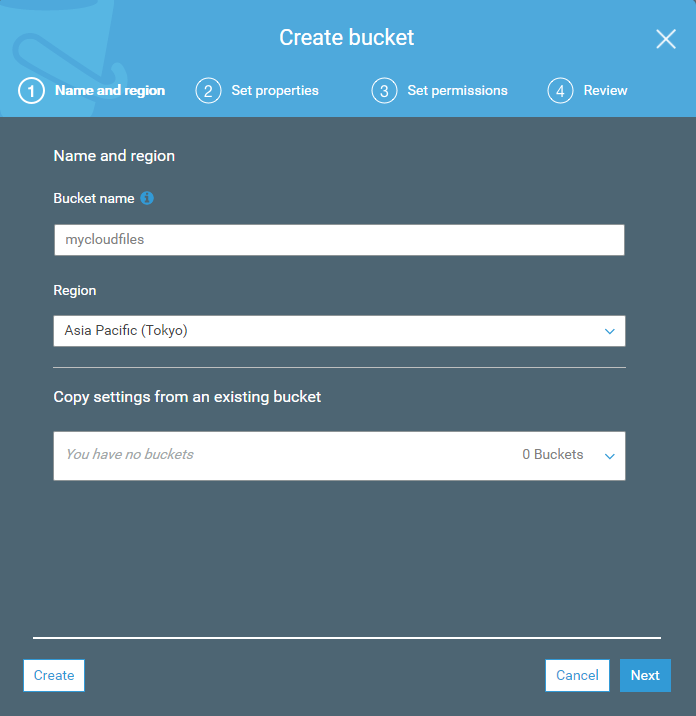 Create bucket
1 Name and region 2 Set properties 3 Set permissions 4 Review
Name and region
Bucket name i
mycloudfiles
Region
Asia Pacific (Tokyo)
Copy settings from an existing bucket
You have no buckets 0 Buckets
Create Cancel Next